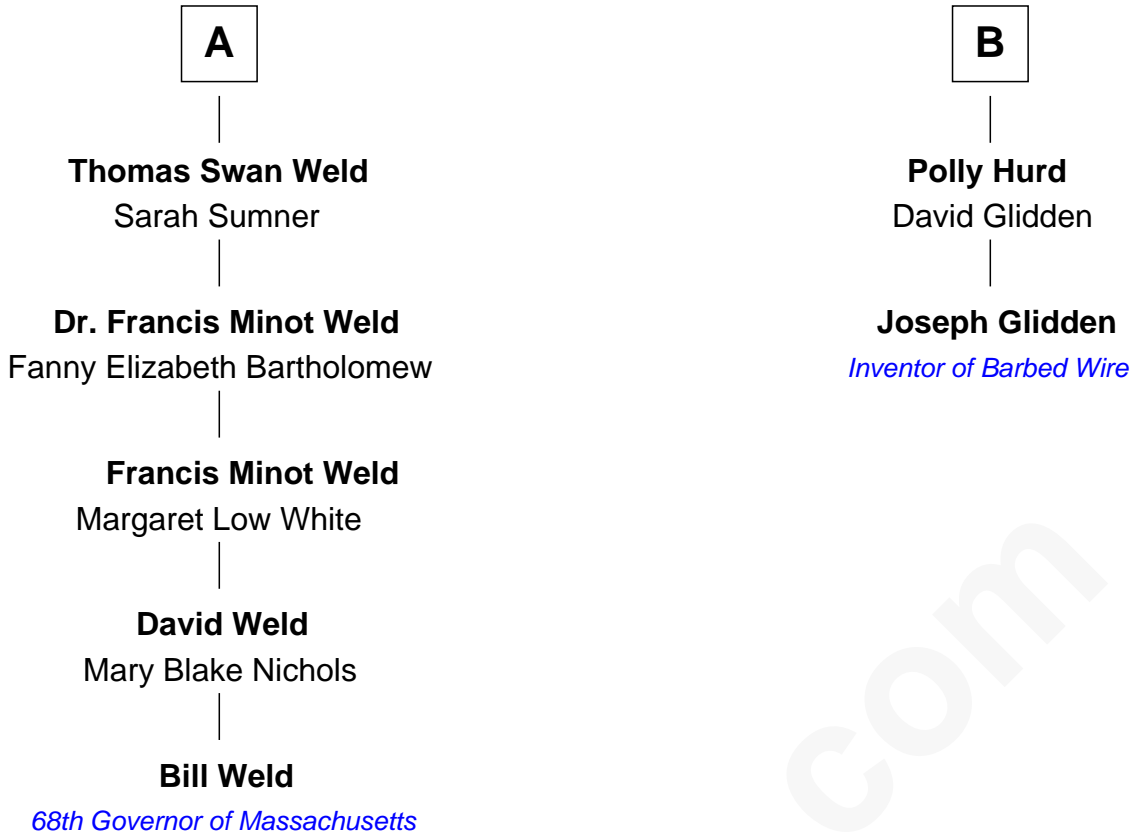 A
Thomas Swan Weld
Sarah Sumner
Dr. Francis Minot Weld
Fanny Elizabeth Bartholomew
Francis Minot Weld
Margaret Low White
David Weld
Mary Blake Nichols
Bill Weld
68th Governor of Massachusetts
B
Polly Hurd
David Glidden
Joseph Glidden
Inventor of Barbed Wire
com